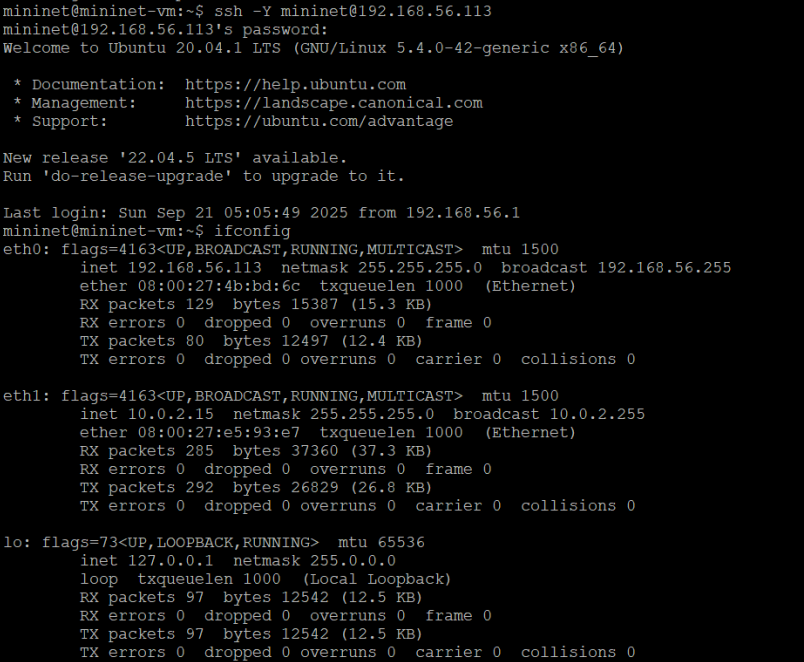 mininet@mininet-vm:~$ ssh -Y mininet@192.168.56.113
mininet@192.168.56.113's password:
Welcome to Ubuntu 20.04.1 LTS (GNU/Linux 5.4.0-42-generic x86_64)

 * Documentation:  https://help.ubuntu.com
 * Management:     https://landscape.canonical.com
 * Support:        https://ubuntu.com/advantage

New release '22.04.5 LTS' available.
Run 'do-release-upgrade' to upgrade to it.

Last login: Sun Sep 21 05:05:49 2025 from 192.168.56.1
mininet@mininet-vm:~$ ifconfig
eth0: flags=4163<UP,BROADCAST,RUNNING,MULTICAST>  mtu 1500
        inet 192.168.56.113  netmask 255.255.255.0  broadcast 192.168.56.255
        ether 08:00:27:4b:bd:6c  txqueuelen 1000  (Ethernet)
        RX packets 129  bytes 15387 (15.3 KB)
        RX errors 0  dropped 0  overruns 0  frame 0
        TX packets 80  bytes 12497 (12.4 KB)
        TX errors 0  dropped 0 overruns 0  carrier 0  collisions 0

eth1: flags=4163<UP,BROADCAST,RUNNING,MULTICAST>  mtu 1500
        inet 10.0.2.15  netmask 255.255.255.0  broadcast 10.0.2.255
        ether 08:00:27:e5:93:e7  txqueuelen 1000  (Ethernet)
        RX packets 285  bytes 37360 (37.3 KB)
        RX errors 0  dropped 0  overruns 0  frame 0
        TX packets 292  bytes 26829 (26.8 KB)
        TX errors 0  dropped 0 overruns 0  carrier 0  collisions 0

lo: flags=73<UP,LOOPBACK,RUNNING>  mtu 65536
        inet 127.0.0.1  netmask 255.0.0.0
        loop  txqueuelen 1000  (Local Loopback)
        RX packets 97  bytes 12542 (12.5 KB)
        RX errors 0  dropped 0  overruns 0  frame 0
        TX packets 97  bytes 12542 (12.5 KB)
        TX errors 0  dropped 0 overruns 0  carrier 0  collisions 0